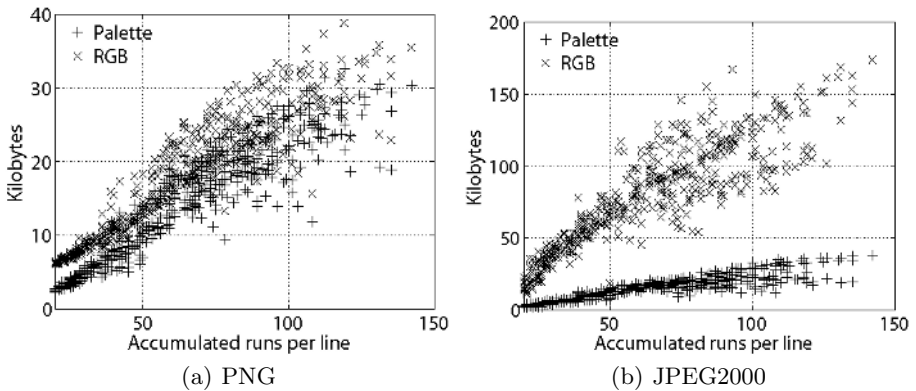 40
30
20
10
0
Kilobytes
Palette
RGB
50
100
150
Accumulated runs per line
(a) PNG
200
150
100
50
0
Kilobytes
Palette
RGB
50
100
150
Accumulated runs per line
(b) JPEG2000